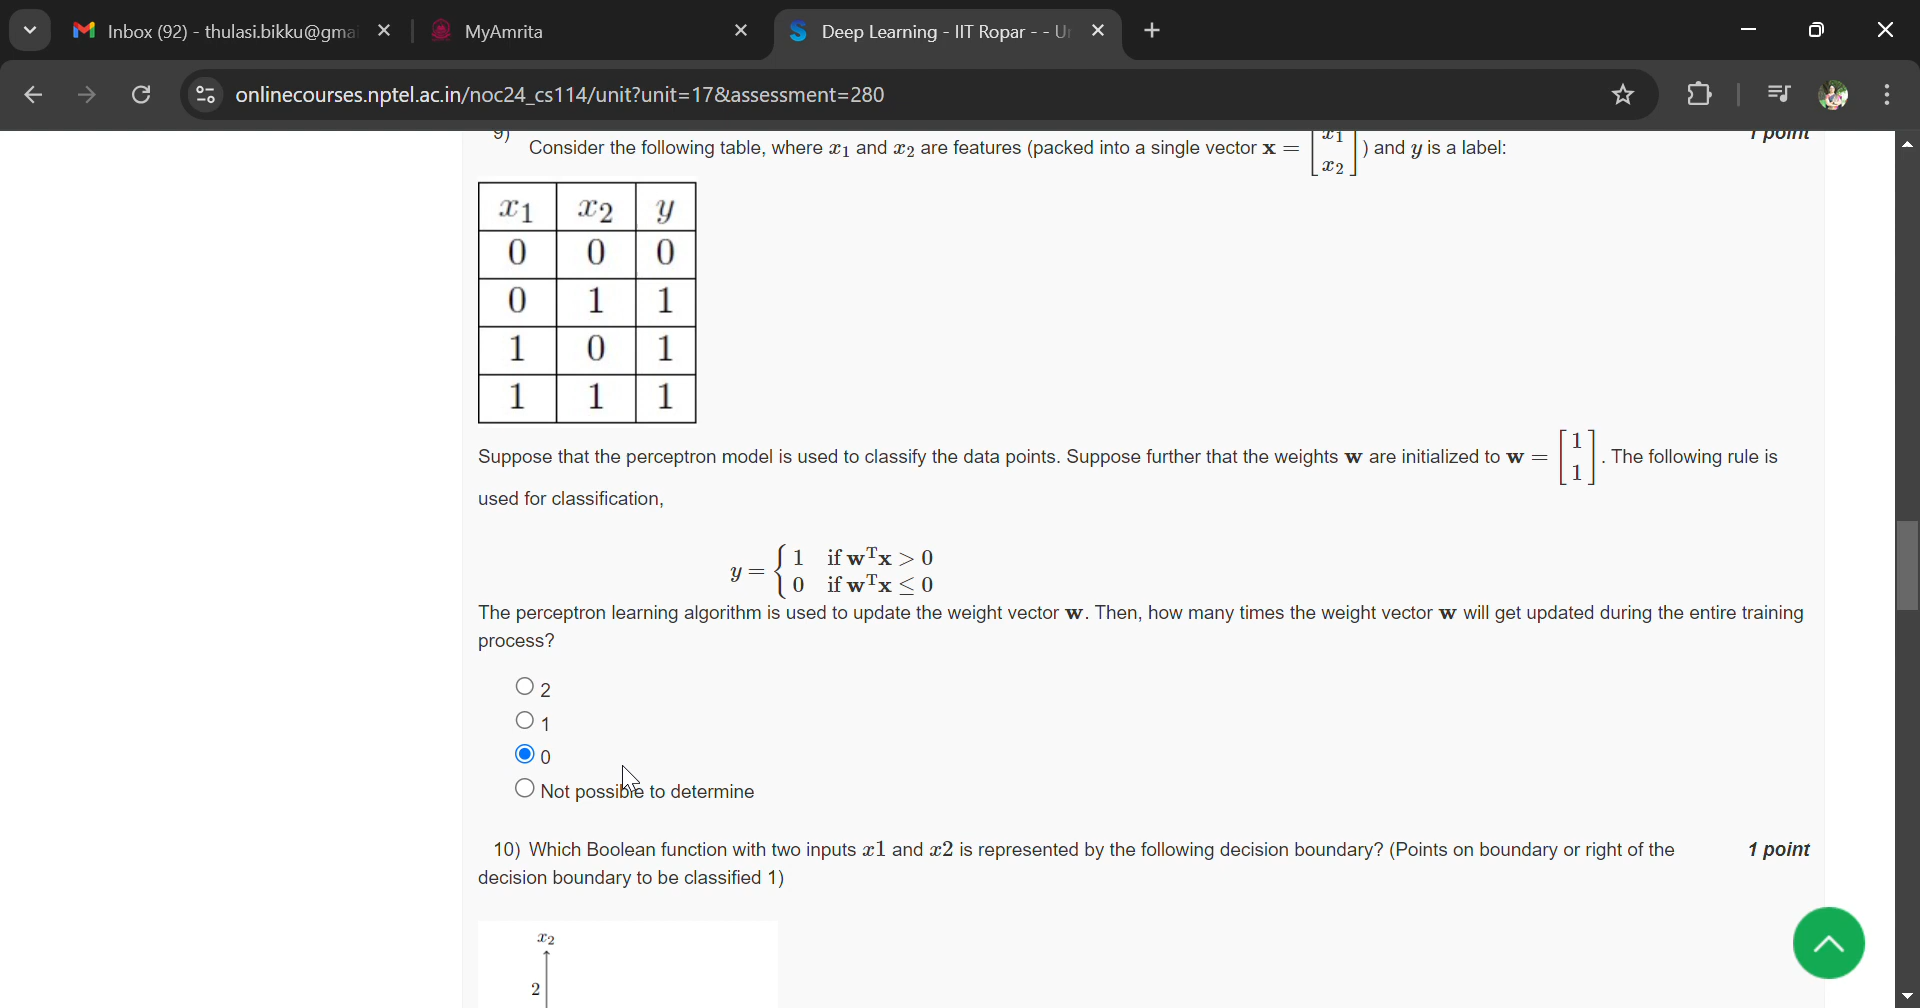 Inbox (92) - thulasi.bikku@gmai
MyAmrita
Deep Learning - IIT Ropar - - Un
onlinecourses.nptel.ac.in/noc24_cs114/unit?unit=17&assessment=280
9) Consider the following table, where x1 and x2 are features (packed into a single vector x = [x1 x2]) and y is a label: 1 point
x1 x2 y
0 0 0
0 1 1
1 0 1
1 1 1
Suppose that the perceptron model is used to classify the data points. Suppose further that the weights w are initialized to w = [1 1]. The following rule is
used for classification,
y = { 1 if wᵀx > 0
0 if wᵀx ≤ 0
The perceptron learning algorithm is used to update the weight vector w. Then, how many times the weight vector w will get updated during the entire training
process?
2
1
0
Not possible to determine
10) Which Boolean function with two inputs x1 and x2 is represented by the following decision boundary? (Points on boundary or right of the 1 point
decision boundary to be classified 1)
x2
2